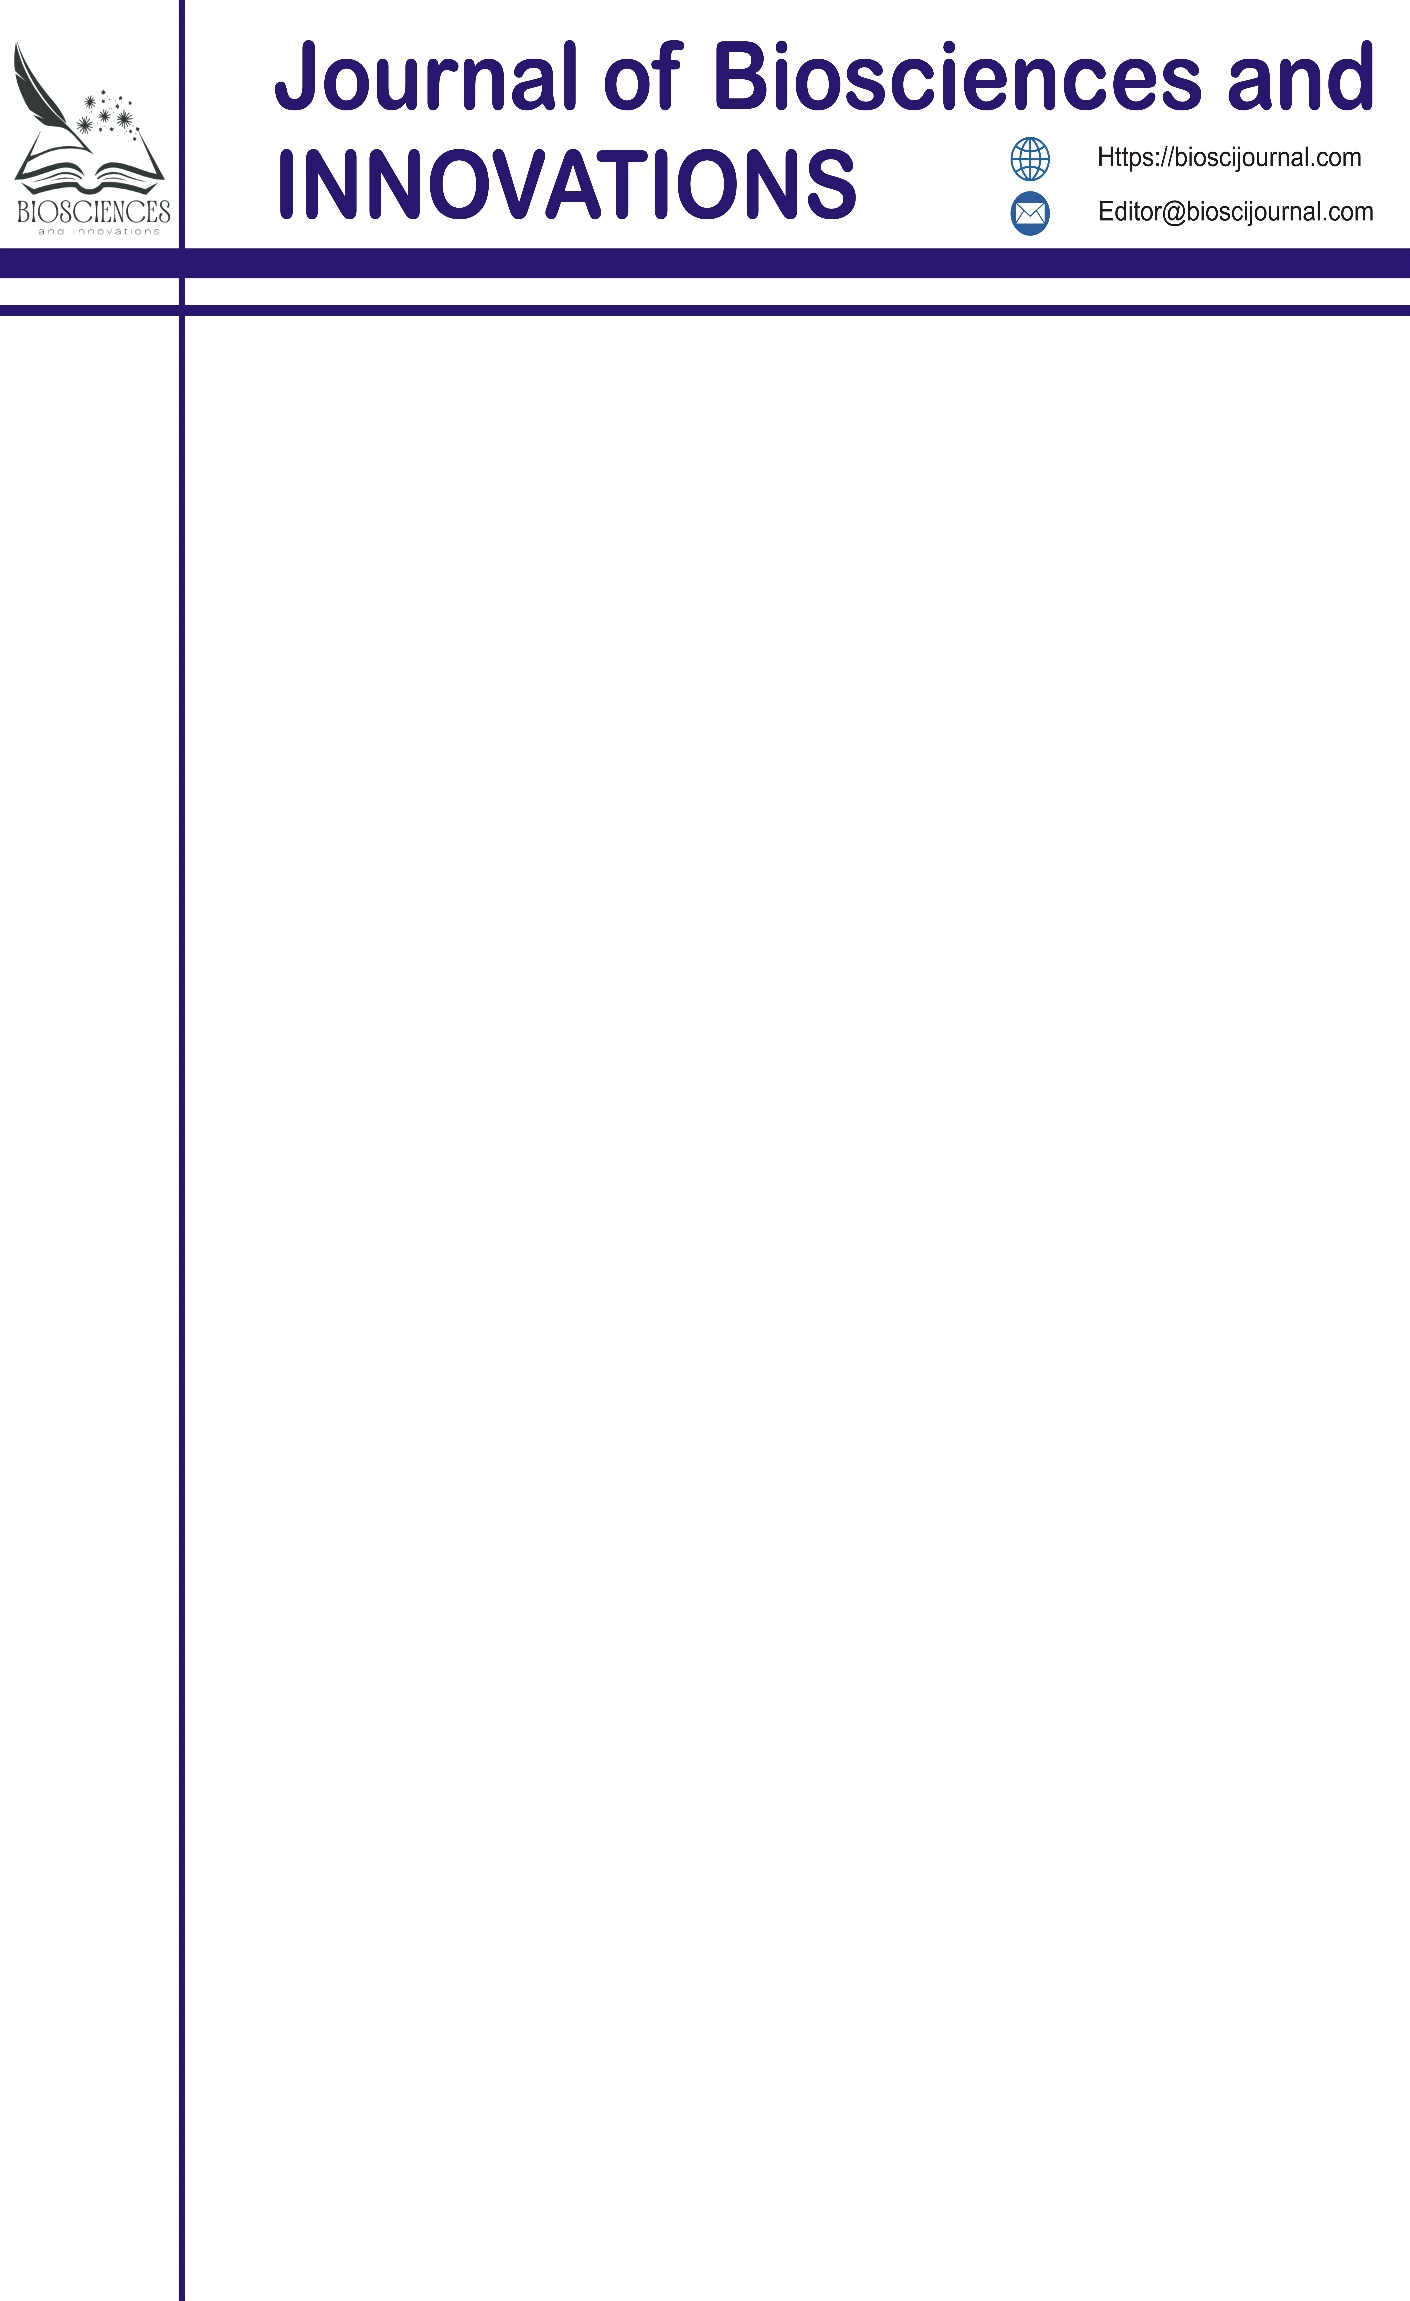 Journal of Biosciences and
INNOVATIONS
Https://bioscijournal.com
Editor@bioscijournal.com
BIOSCIENCES
and innovations